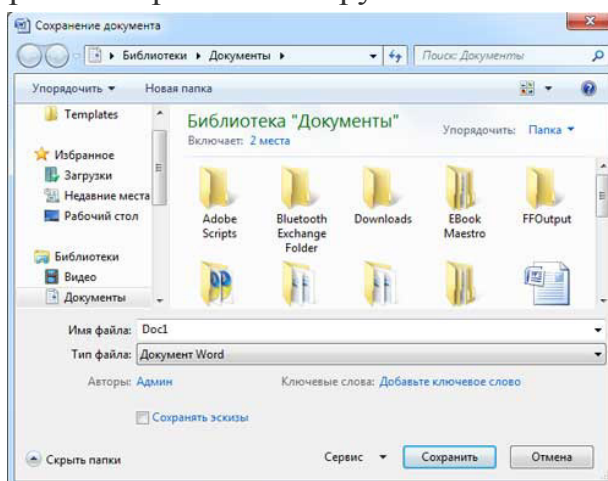 Сохранение документа
Библиотеки Документы
Поиск: Документы
Упорядочить Новая папка
Templates
Избранное
Загрузки
Недавние места
Рабочий стол
Библиотеки
Видео
Документы
Библиотека "Документы"
Включает: 2 места
Упорядочить: Папка
Adobe Scripts
Bluetooth Exchange Folder
Downloads
EBook Maestro
FFOutput
Имя файла: Doc1
Тип файла: Документ Word
Авторы: Админ Ключевые слова: Добавьте ключевое слово
Сохранять эскизы
Скрыть папки Сервис Сохранить Отмена